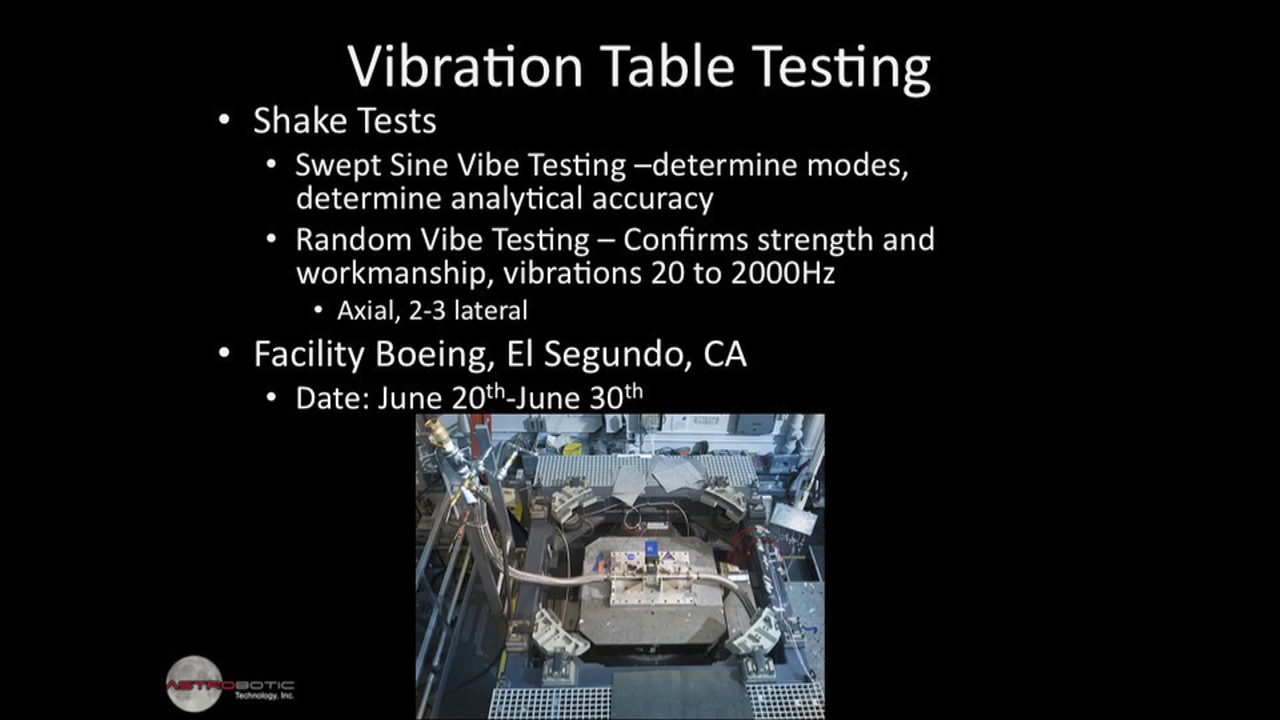 Vibration Table Testing
• Shake Tests
• Swept Sine Vibe Testing –determine modes,
determine analytical accuracy
• Random Vibe Testing – Confirms strength and
workmanship, vibrations 20 to 2000Hz
• Axial, 2-3 lateral
• Facility Boeing, El Segundo, CA
• Date: June 20th-June 30th
ASTROBOTIC
Technology, Inc.